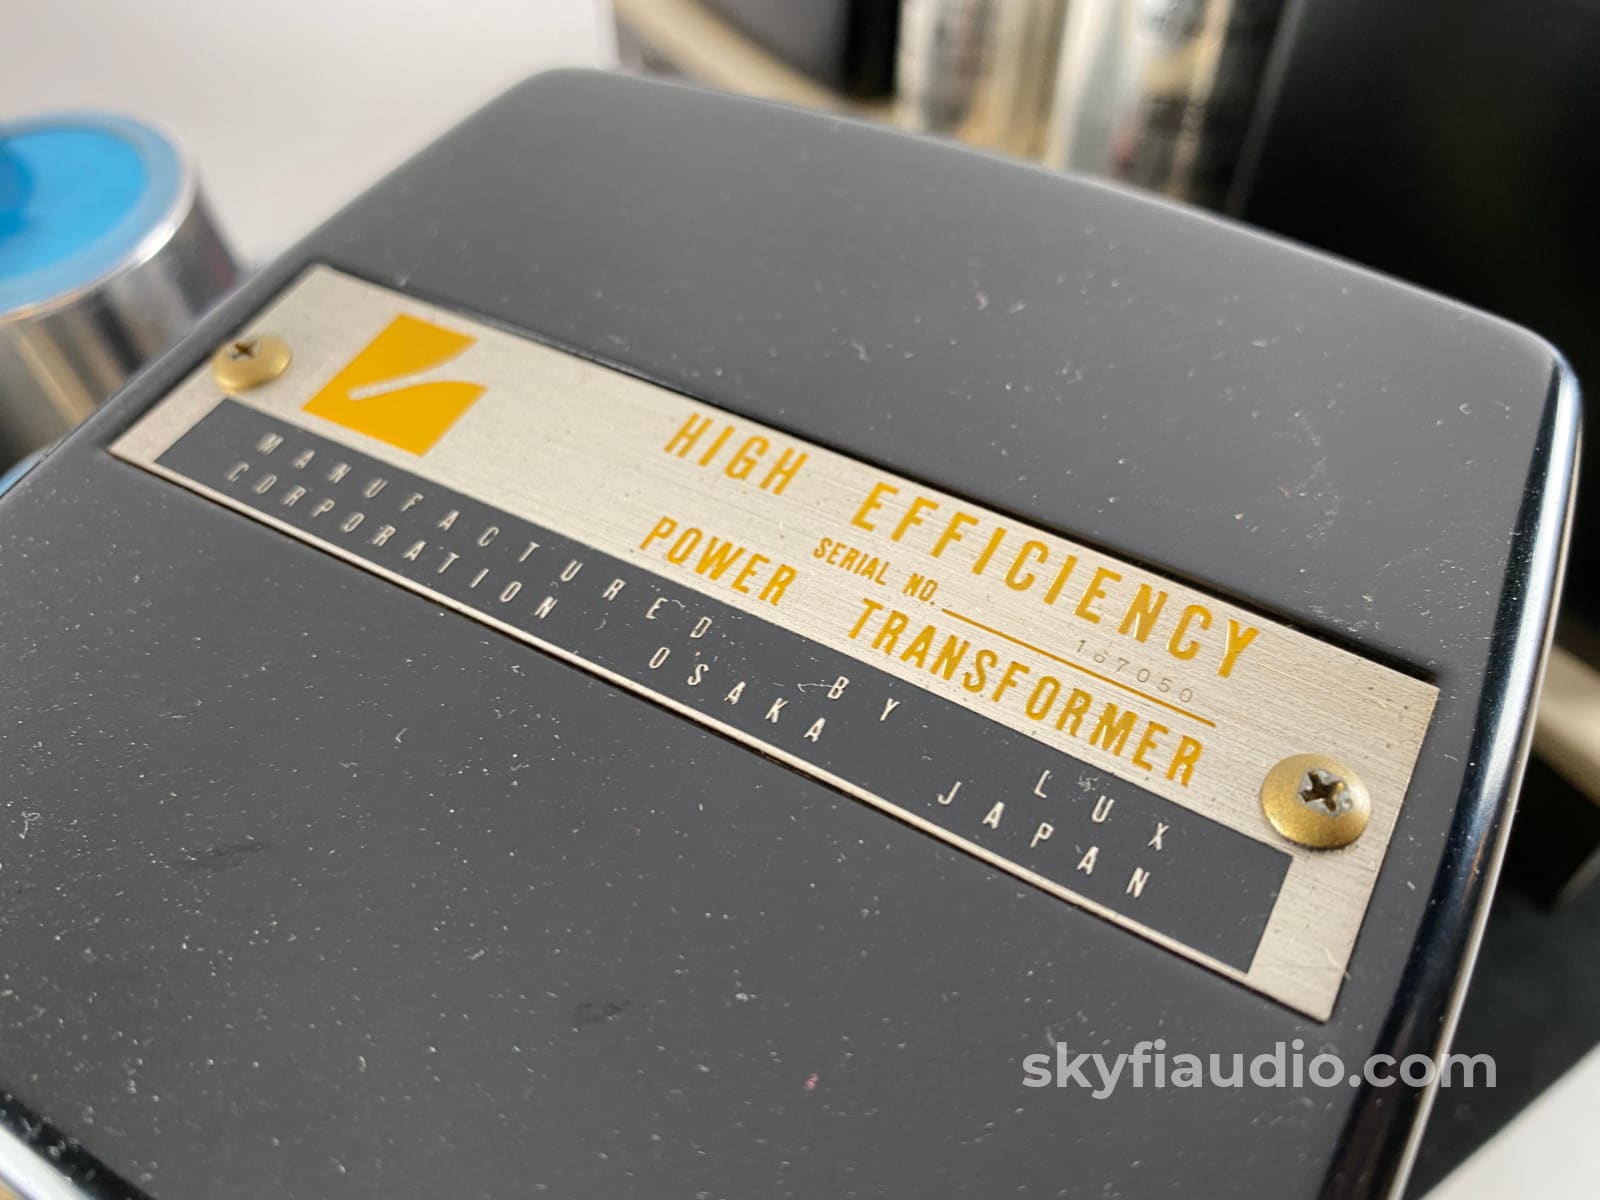 HIGH EFFICIENCY
SERIAL NO. 167050
POWER TRANSFORMER
MANUFACTURED BY LUX
CORPORATION OSAKA JAPAN
skyfiaudio.com